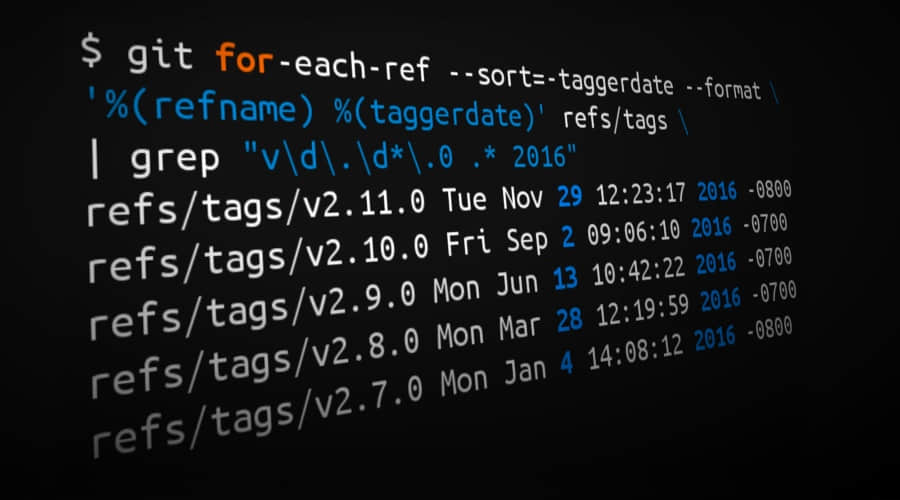 $ git for-each-ref --sort=-taggerdate --format \
'%(refname) %(taggerdate)' refs/tags \
| grep "v\d\.\d*\.0 .* 2016"
refs/tags/v2.11.0 Tue Nov 29 12:23:17 2016 -0800
refs/tags/v2.10.0 Fri Sep 2 09:06:10 2016 -0700
refs/tags/v2.9.0 Mon Jun 13 10:42:22 2016 -0700
refs/tags/v2.8.0 Mon Mar 28 12:19:59 2016 -0700
refs/tags/v2.7.0 Mon Jan 4 14:08:12 2016 -0800